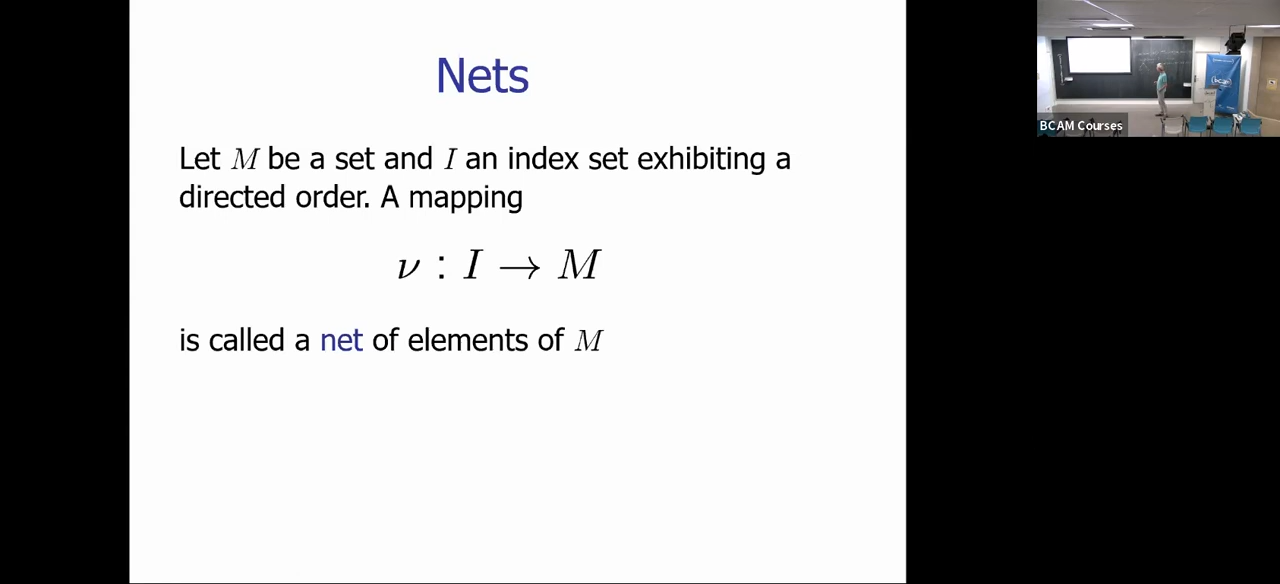 Nets
Let M be a set and I an index set exhibiting a
directed order. A mapping
ν : I → M
is called a net of elements of M
BCAM Courses